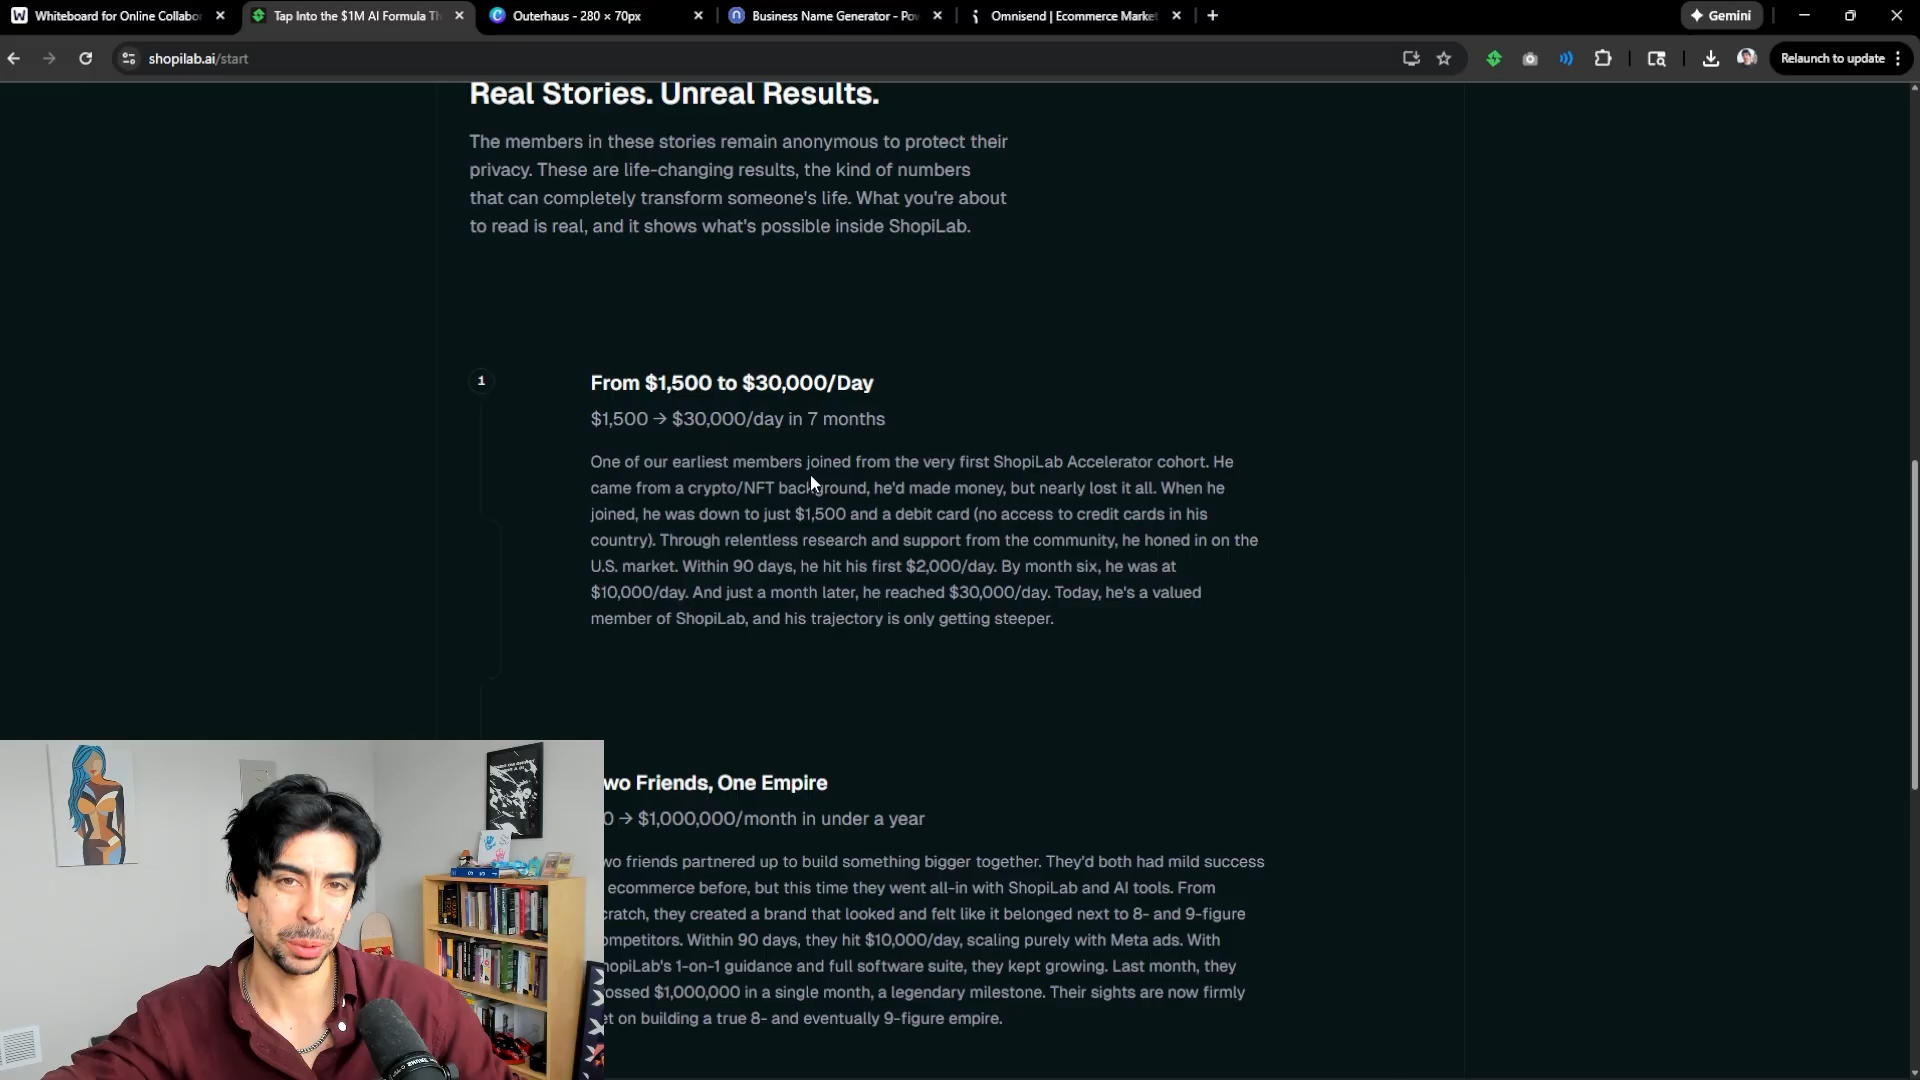 Whiteboard for Online Collabo
Tap Into the $1M AI Formula Th
Outerhaus - 280 × 70px
Business Name Generator - Po
Omnisend | Ecommerce Marke
Gemini
shopilab.ai/start
Relaunch to update
Real Stories. Unreal Results.
The members in these stories remain anonymous to protect their
privacy. These are life-changing results, the kind of numbers
that can completely transform someone's life. What you're about
to read is real, and it shows what's possible inside ShopiLab.
1
From $1,500 to $30,000/Day
$1,500 → $30,000/day in 7 months
One of our earliest members joined from the very first ShopiLab Accelerator cohort. He
came from a crypto/NFT background, he'd made money, but nearly lost it all. When he
joined, he was down to just $1,500 and a debit card (no access to credit cards in his
country). Through relentless research and support from the community, he honed in on the
U.S. market. Within 90 days, he hit his first $2,000/day. By month six, he was at
$10,000/day. And just a month later, he reached $30,000/day. Today, he's a valued
member of ShopiLab, and his trajectory is only getting steeper.
wo Friends, One Empire
0 → $1,000,000/month in under a year
wo friends partnered up to build something bigger together. They'd both had mild success
ecommerce before, but this time they went all-in with ShopiLab and AI tools. From
cratch, they created a brand that looked and felt like it belonged next to 8- and 9-figure
ompetitors. Within 90 days, they hit $10,000/day, scaling purely with Meta ads. With
hopiLab's 1-on-1 guidance and full software suite, they kept growing. Last month, they
rossed $1,000,000 in a single month, a legendary milestone. Their sights are now firmly
et on building a true 8- and eventually 9-figure empire.